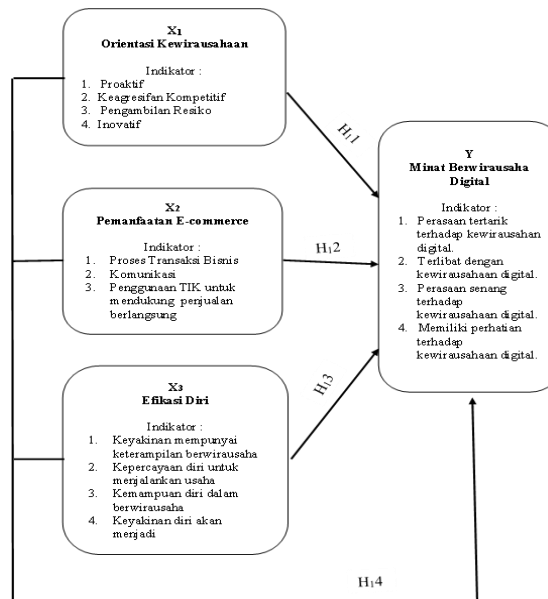 X1
Orientasi Kewirausahaan
Indikator :
1. Proaktif
2. Keagresifan Kompetitif
3. Pengambilan Resiko
4. Inovatif
H11
X2
Pemanfaatan E-commerce
Indikator :
1. Proses Transaksi Bisnis
2. Komunikasi
3. Penggunaan TIK untuk
mendukung penjualan
berlangsung
H12
X3
Efikasi Diri
Indikator :
1. Keyakinan mempunyai
keterampilan berwirausaha
2. Kepercayaan diri untuk
menjalankan usaha
3. Kemampuan diri dalam
berwirausaha
4. Keyakinan diri akan
menjadi
H13
Y
Minat Berwirausaha
Digital
Indikator :
1. Perasaan tertarik
terhadap kewirausahan
digital.
2. Terlibat dengan
kewirausahaan digital.
3. Perasaan senang
terhadap
kewirausahaan digital.
4. Memiliki perhatian
terhadap
kewirausahaan digital.
H14